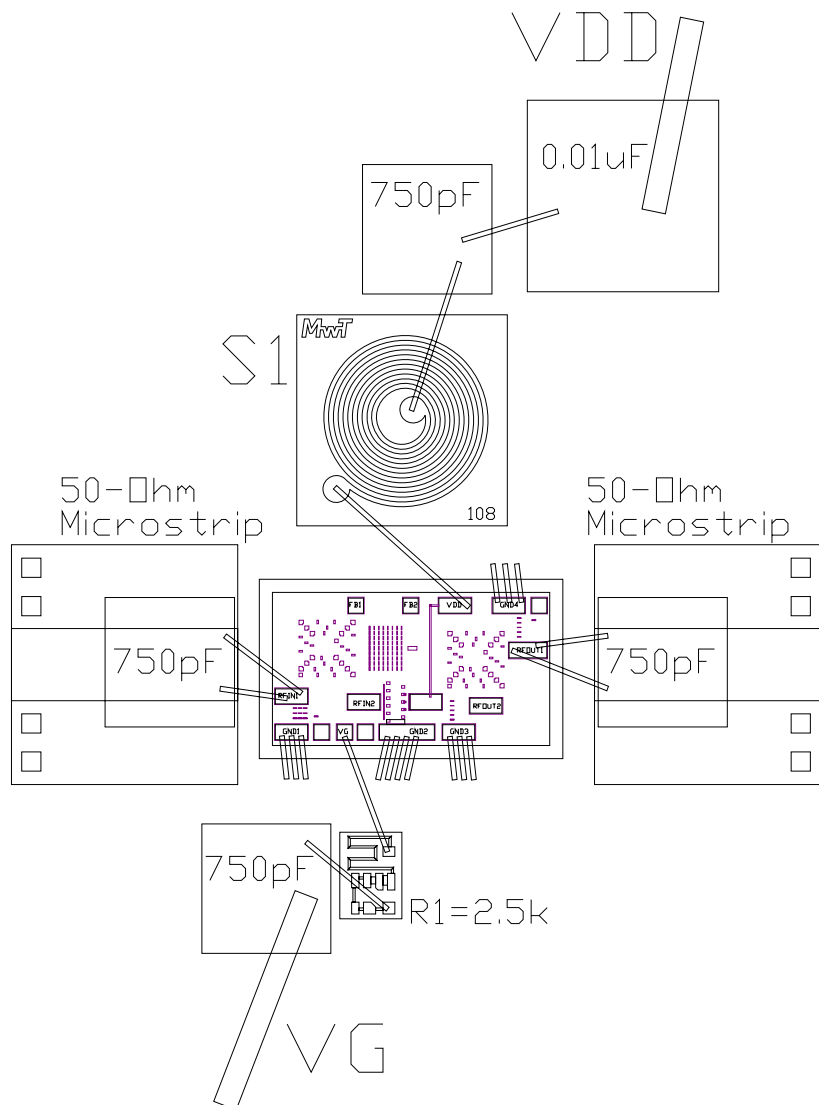 VDD
0.01uF
750pF
MwT
S1
108
50-Ohm
Microstrip
50-Ohm
Microstrip
FB1
FB2
VDD
GND4
750pF
RFOUT1
750pF
RFIN1
RFIN2
RFOUT2
GND1
VG
GND2
GND3
750pF
R1=2.5k
VG